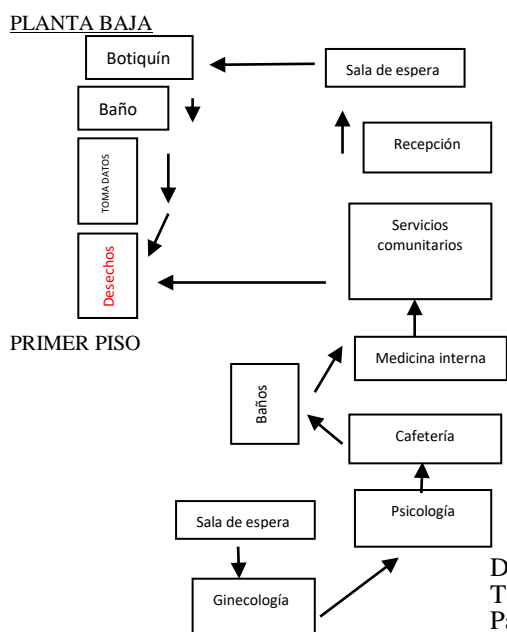 PLANTA BAJA
Botiquín
Sala de espera
Baño
Recepción
TOMA DATOS
Servicios
comunitarios
Desechos
PRIMER PISO
Medicina interna
Baños
Cafetería
Psicología
Sala de espera
Ginecología